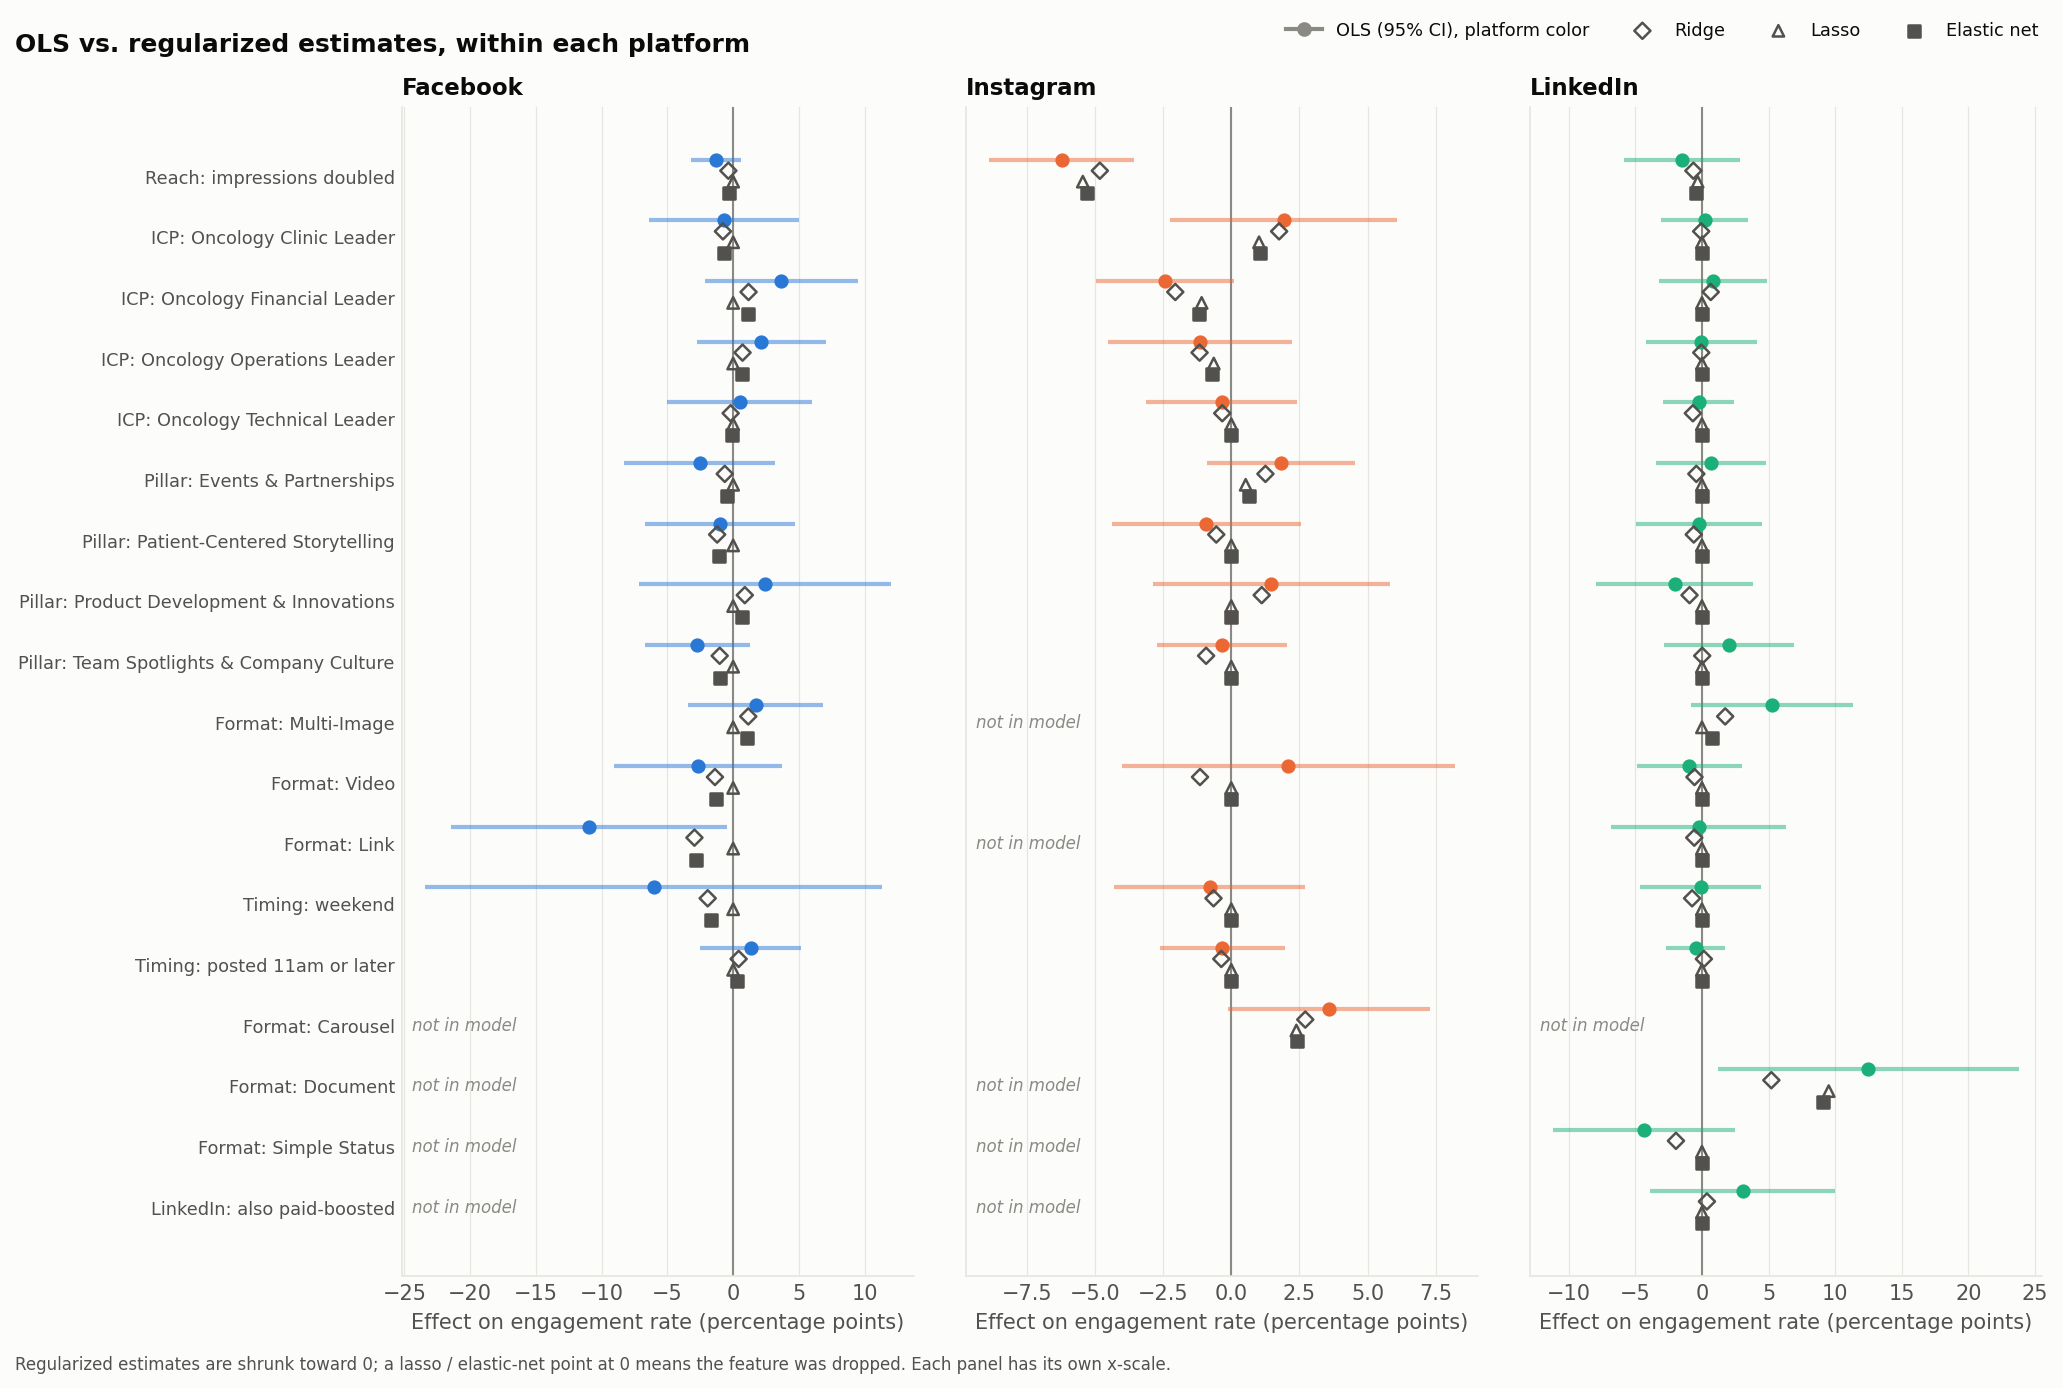 OLS vs. regularized estimates, within each platform
OLS (95% CI), platform color
Ridge
Lasso
Elastic net
Facebook
Instagram
LinkedIn
Reach: impressions doubled
ICP: Oncology Clinic Leader
ICP: Oncology Financial Leader
ICP: Oncology Operations Leader
ICP: Oncology Technical Leader
Pillar: Events & Partnerships
Pillar: Patient-Centered Storytelling
Pillar: Product Development & Innovations
Pillar: Team Spotlights & Company Culture
Format: Multi-Image
not in model
Format: Video
Format: Link
not in model
Timing: weekend
Timing: posted 11am or later
Format: Carousel
not in model
not in model
Format: Document
not in model
not in model
Format: Simple Status
not in model
not in model
LinkedIn: also paid-boosted
not in model
not in model
−25 −20 −15 −10 −5 0 5 10
−7.5 −5.0 −2.5 0.0 2.5 5.0 7.5
−10 −5 0 5 10 15 20 25
Effect on engagement rate (percentage points)
Effect on engagement rate (percentage points)
Effect on engagement rate (percentage points)
Regularized estimates are shrunk toward 0; a lasso / elastic-net point at 0 means the feature was dropped. Each panel has its own x-scale.